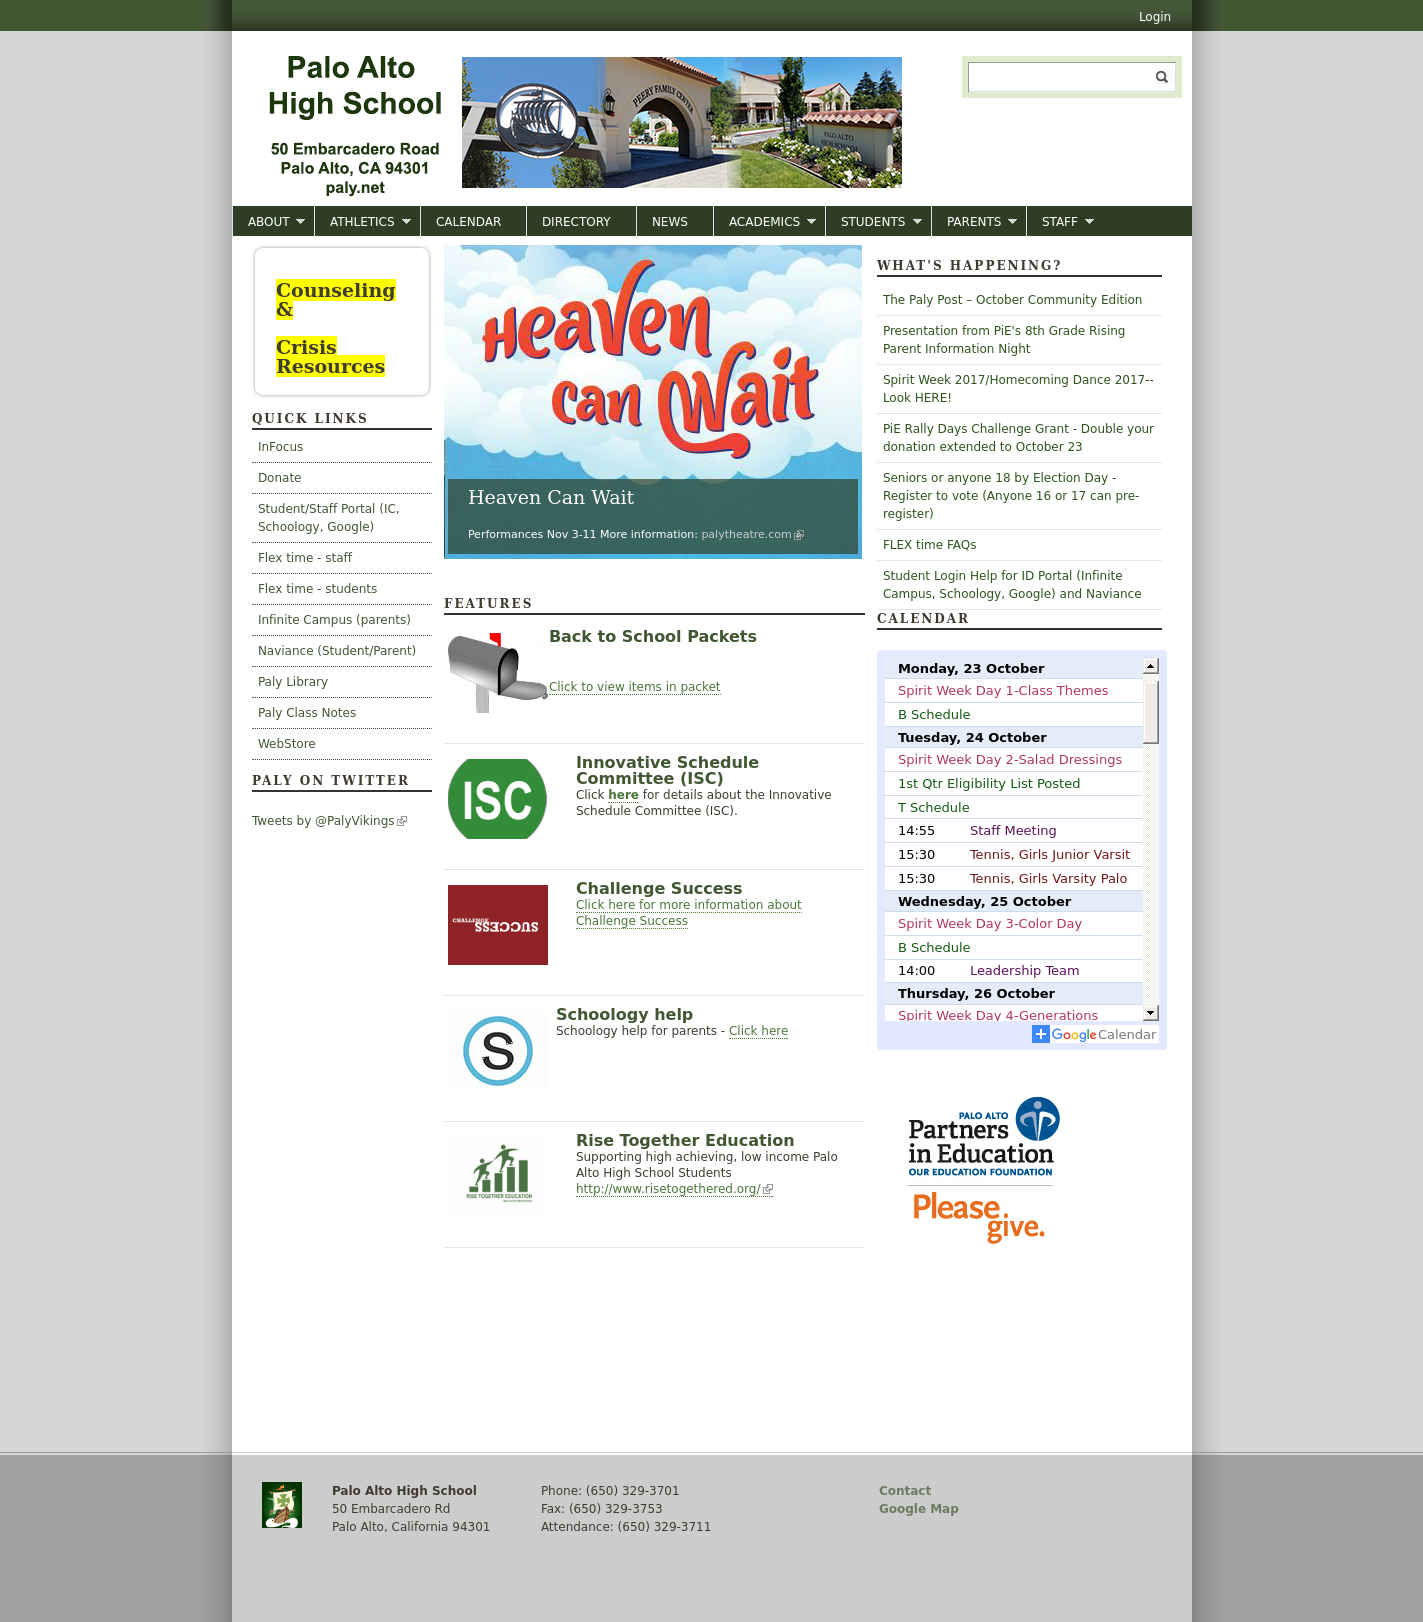 Login
Palo Alto
High School
50 Embarcadero Road
Palo Alto, CA 94301
paly.net
PEERY FAMILY CENTER
PALO ALTO
HIGH SCHOOL
ABOUT
ATHLETICS
CALENDAR
DIRECTORY
NEWS
ACADEMICS
STUDENTS
PARENTS
STAFF
Counseling
&
Crisis
Resources
QUICK LINKS
InFocus
Donate
Student/Staff Portal (IC,
Schoology, Google)
Flex time - staff
Flex time - students
Infinite Campus (parents)
Naviance (Student/Parent)
Paly Library
Paly Class Notes
WebStore
PALY ON TWITTER
Tweets by @PalyVikings
Heaven
can Wait
Heaven Can Wait
Performances Nov 3-11 More information: palytheatre.com
FEATURES
Back to School Packets
Click to view items in packet
ISC
Innovative Schedule
Committee (ISC)
Click here for details about the Innovative
Schedule Committee (ISC).
CHALLENGE
SUCCESS
Challenge Success
Click here for more information about
Challenge Success
S
Schoology help
Schoology help for parents - Click here
RISE TOGETHER EDUCATION
Rise Together Education
Supporting high achieving, low income Palo
Alto High School Students
http://www.risetogethered.org/
WHAT'S HAPPENING?
The Paly Post – October Community Edition
Presentation from PiE's 8th Grade Rising
Parent Information Night
Spirit Week 2017/Homecoming Dance 2017--
Look HERE!
PiE Rally Days Challenge Grant - Double your
donation extended to October 23
Seniors or anyone 18 by Election Day -
Register to vote (Anyone 16 or 17 can pre-
register)
FLEX time FAQs
Student Login Help for ID Portal (Infinite
Campus, Schoology, Google) and Naviance
CALENDAR
Monday, 23 October
Spirit Week Day 1-Class Themes
B Schedule
Tuesday, 24 October
Spirit Week Day 2-Salad Dressings
1st Qtr Eligibility List Posted
T Schedule
14:55 Staff Meeting
15:30 Tennis, Girls Junior Varsit
15:30 Tennis, Girls Varsity Palo
Wednesday, 25 October
Spirit Week Day 3-Color Day
B Schedule
14:00 Leadership Team
Thursday, 26 October
Spirit Week Day 4-Generations
Google Calendar
PALO ALTO
Partners
in Education
OUR EDUCATION FOUNDATION
Please
give.
Palo Alto High School
50 Embarcadero Rd
Palo Alto, California 94301
Phone: (650) 329-3701
Fax: (650) 329-3753
Attendance: (650) 329-3711
Contact
Google Map